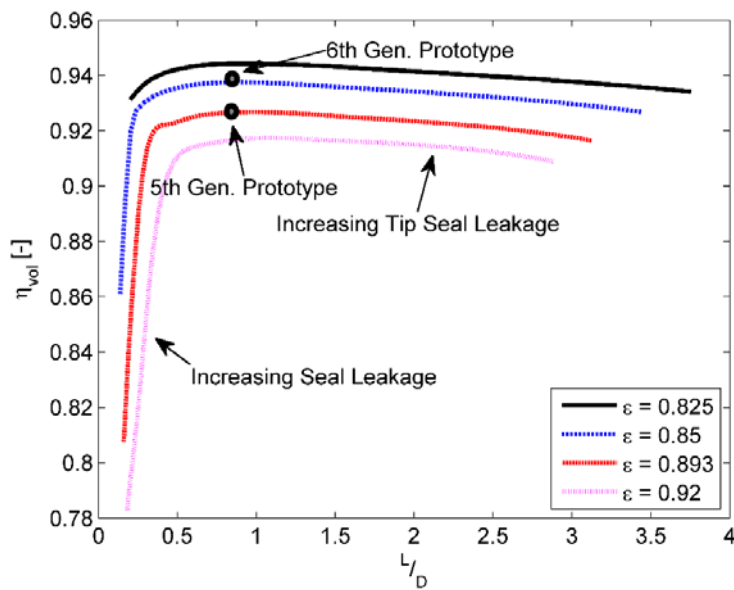 0.96
0.94
0.92
0.9
0.88
0.86
0.84
0.82
0.8
0.78
η_vol [-]
6th Gen. Prototype
5th Gen. Prototype
Increasing Tip Seal Leakage
Increasing Seal Leakage
ε = 0.825
ε = 0.85
ε = 0.893
ε = 0.92
0 0.5 1 1.5 2 2.5 3 3.5 4
L/D